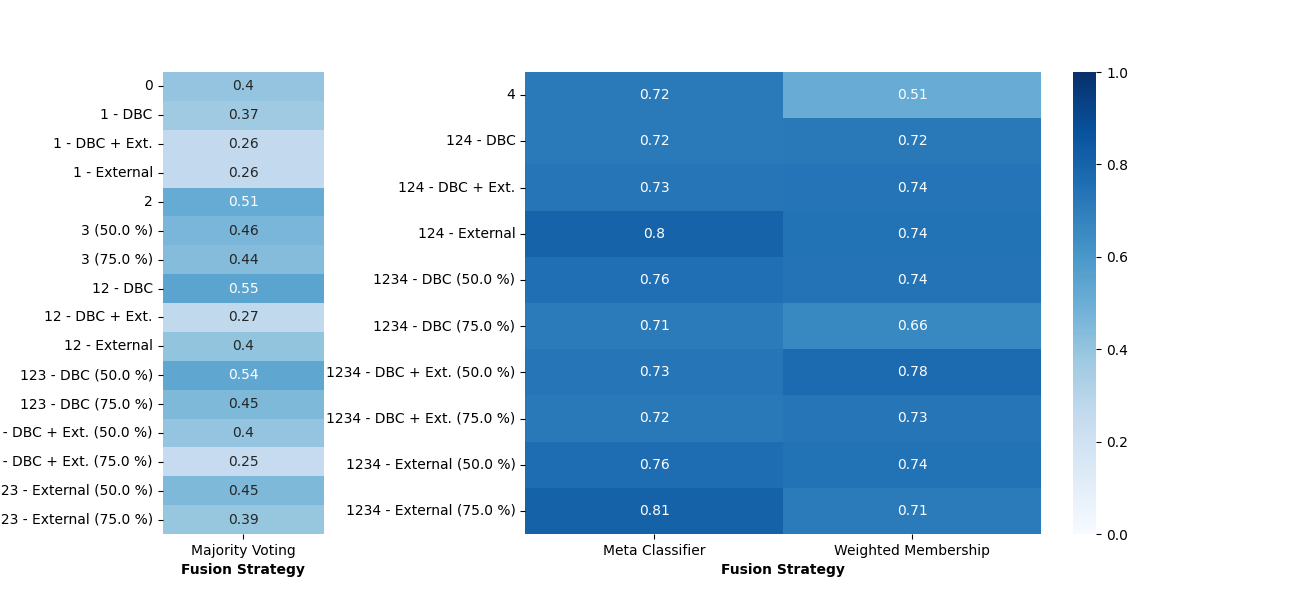 0 0.4
1 - DBC 0.37
1 - DBC + Ext. 0.26
1 - External 0.26
2 0.51
3 (50.0 %) 0.46
3 (75.0 %) 0.44
12 - DBC 0.55
12 - DBC + Ext. 0.27
12 - External 0.4
123 - DBC (50.0 %) 0.54
123 - DBC (75.0 %) 0.45
- DBC + Ext. (50.0 %) 0.4
- DBC + Ext. (75.0 %) 0.25
23 - External (50.0 %) 0.45
23 - External (75.0 %) 0.39
Majority Voting
Fusion Strategy
4 0.72 0.51
124 - DBC 0.72 0.72
124 - DBC + Ext. 0.73 0.74
124 - External 0.8 0.74
1234 - DBC (50.0 %) 0.76 0.74
1234 - DBC (75.0 %) 0.71 0.66
1234 - DBC + Ext. (50.0 %) 0.73 0.78
1234 - DBC + Ext. (75.0 %) 0.72 0.73
1234 - External (50.0 %) 0.76 0.74
1234 - External (75.0 %) 0.81 0.71
Meta Classifier Weighted Membership
Fusion Strategy
1.0
0.8
0.6
0.4
0.2
0.0